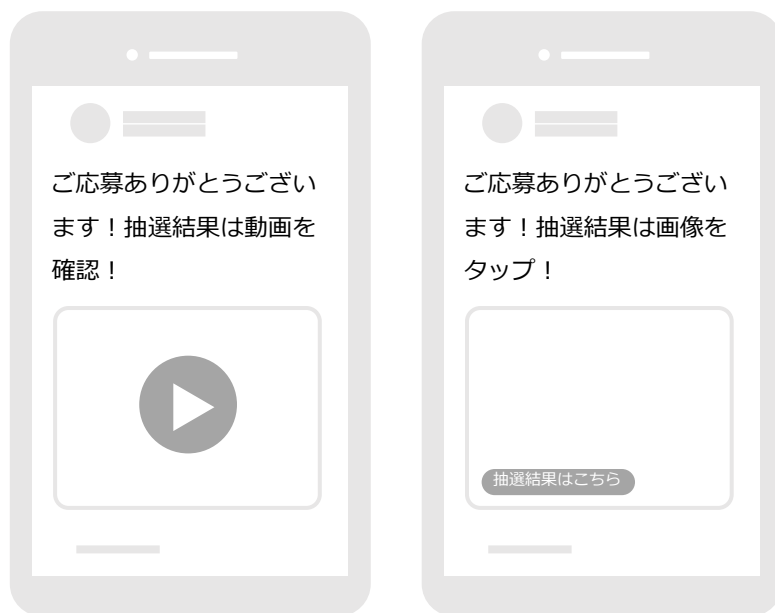 ご応募ありがとうござい
ます！抽選結果は動画を
確認！
ご応募ありがとうござい
ます！抽選結果は画像を
タップ！
抽選結果はこちら